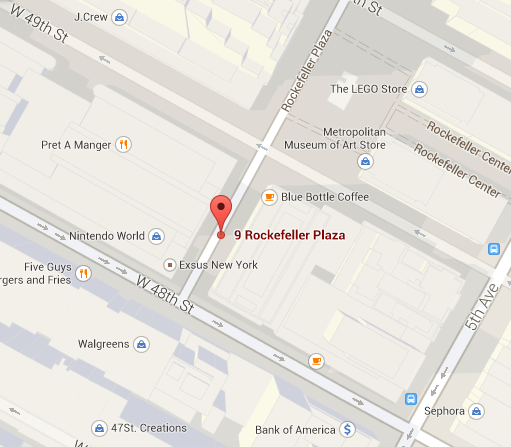 W 49th St
J.Crew
th St
Rockefeller Plaza
The LEGO Store
Metropolitan
Museum of Art Store
Rockefeller Center
Rockefeller Center
Pret A Manger
Blue Bottle Coffee
9 Rockefeller Plaza
Nintendo World
Exsus New York
Five Guys
rgers and Fries
W 48th St
5th Ave
Walgreens
Sephora
47St. Creations
Bank of America
$